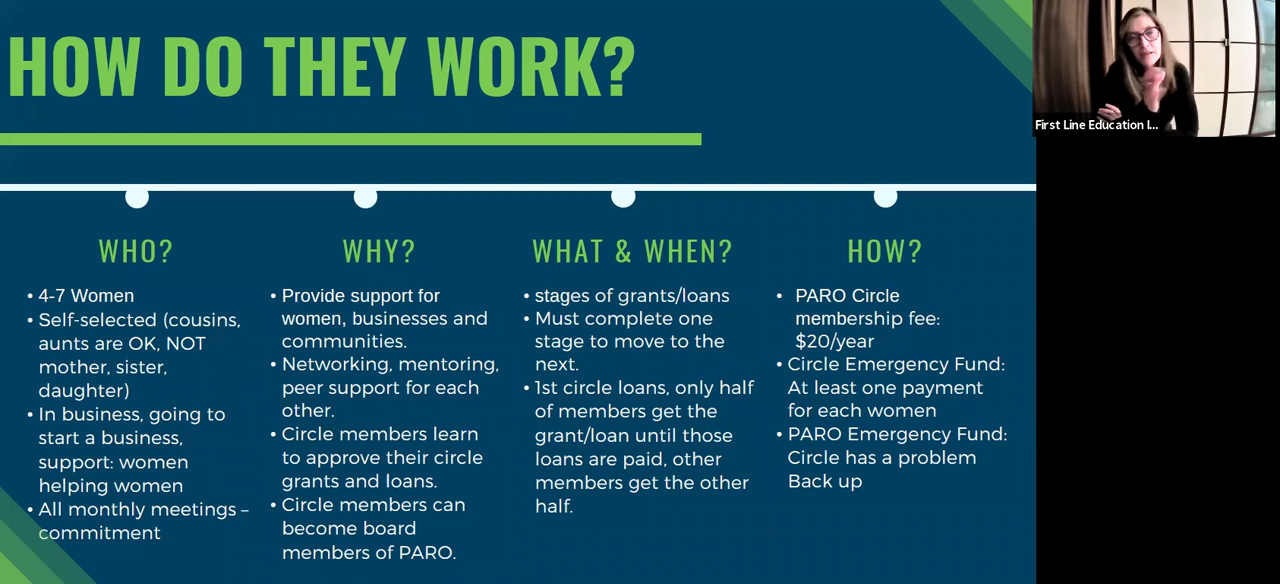 HOW DO THEY WORK?
First Line Education I...
WHO?
• 4-7 Women
• Self-selected (cousins,
aunts are OK, NOT
mother, sister,
daughter)
• In business, going to
start a business,
support: women
helping women
• All monthly meetings –
commitment
WHY?
• Provide support for
women, businesses and
communities.
• Networking, mentoring,
peer support for each
other.
• Circle members learn
to approve their circle
grants and loans.
• Circle members can
become board
members of PARO.
WHAT & WHEN?
• stages of grants/loans
• Must complete one
stage to move to the
next.
• 1st circle loans, only half
of members get the
grant/loan until those
loans are paid, other
members get the other
half.
HOW?
• PARO Circle
membership fee:
$20/year
• Circle Emergency Fund:
At least one payment
for each women
• PARO Emergency Fund:
Circle has a problem
Back up